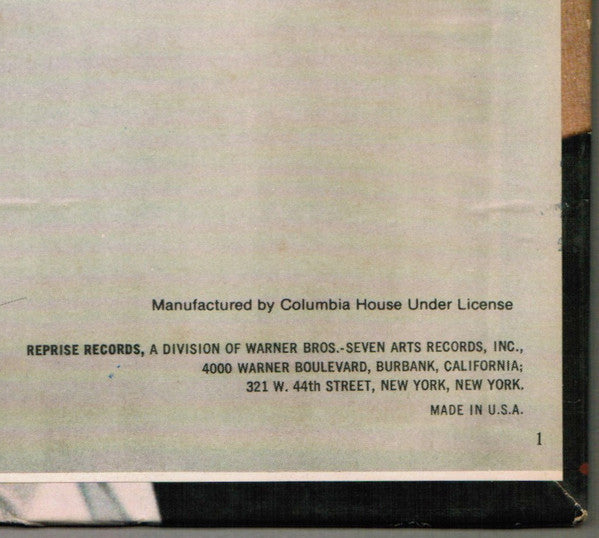 Manufactured by Columbia House Under License
REPRISE RECORDS, A DIVISION OF WARNER BROS.-SEVEN ARTS RECORDS, INC.,
4000 WARNER BOULEVARD, BURBANK, CALIFORNIA;
321 W. 44th STREET, NEW YORK, NEW YORK.
MADE IN U.S.A.
1